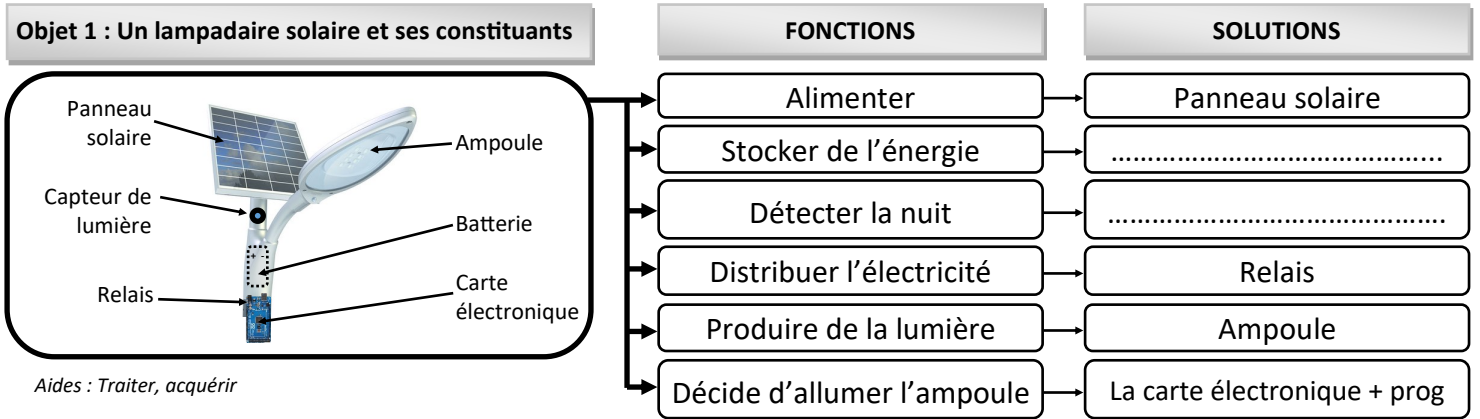 Objet 1 : Un lampadaire solaire et ses constituants
FONCTIONS
SOLUTIONS
Panneau
solaire
Capteur de
lumière
Relais
Ampoule
Batterie
+ -
Carte
électronique
Aides : Traiter, acquérir
Alimenter
Panneau solaire
Stocker de l’énergie
…………………………………………...
Détecter la nuit
…………………………………………….
Distribuer l’électricité
Relais
Produire de la lumière
Ampoule
Décide d’allumer l’ampoule
La carte électronique + prog